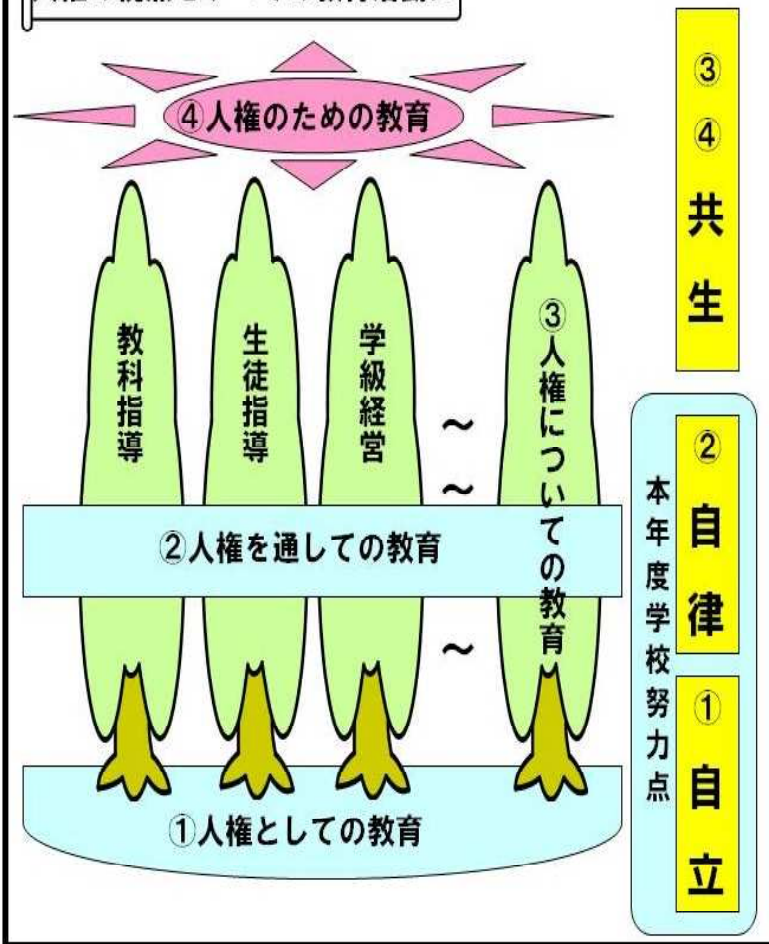 ④人権のための教育
教科指導
生徒指導
学級経営
~
~
~
③人権についての教育
②人権を通しての教育
①人権としての教育
③④共生
本年度学校努力点
②自律
①自立